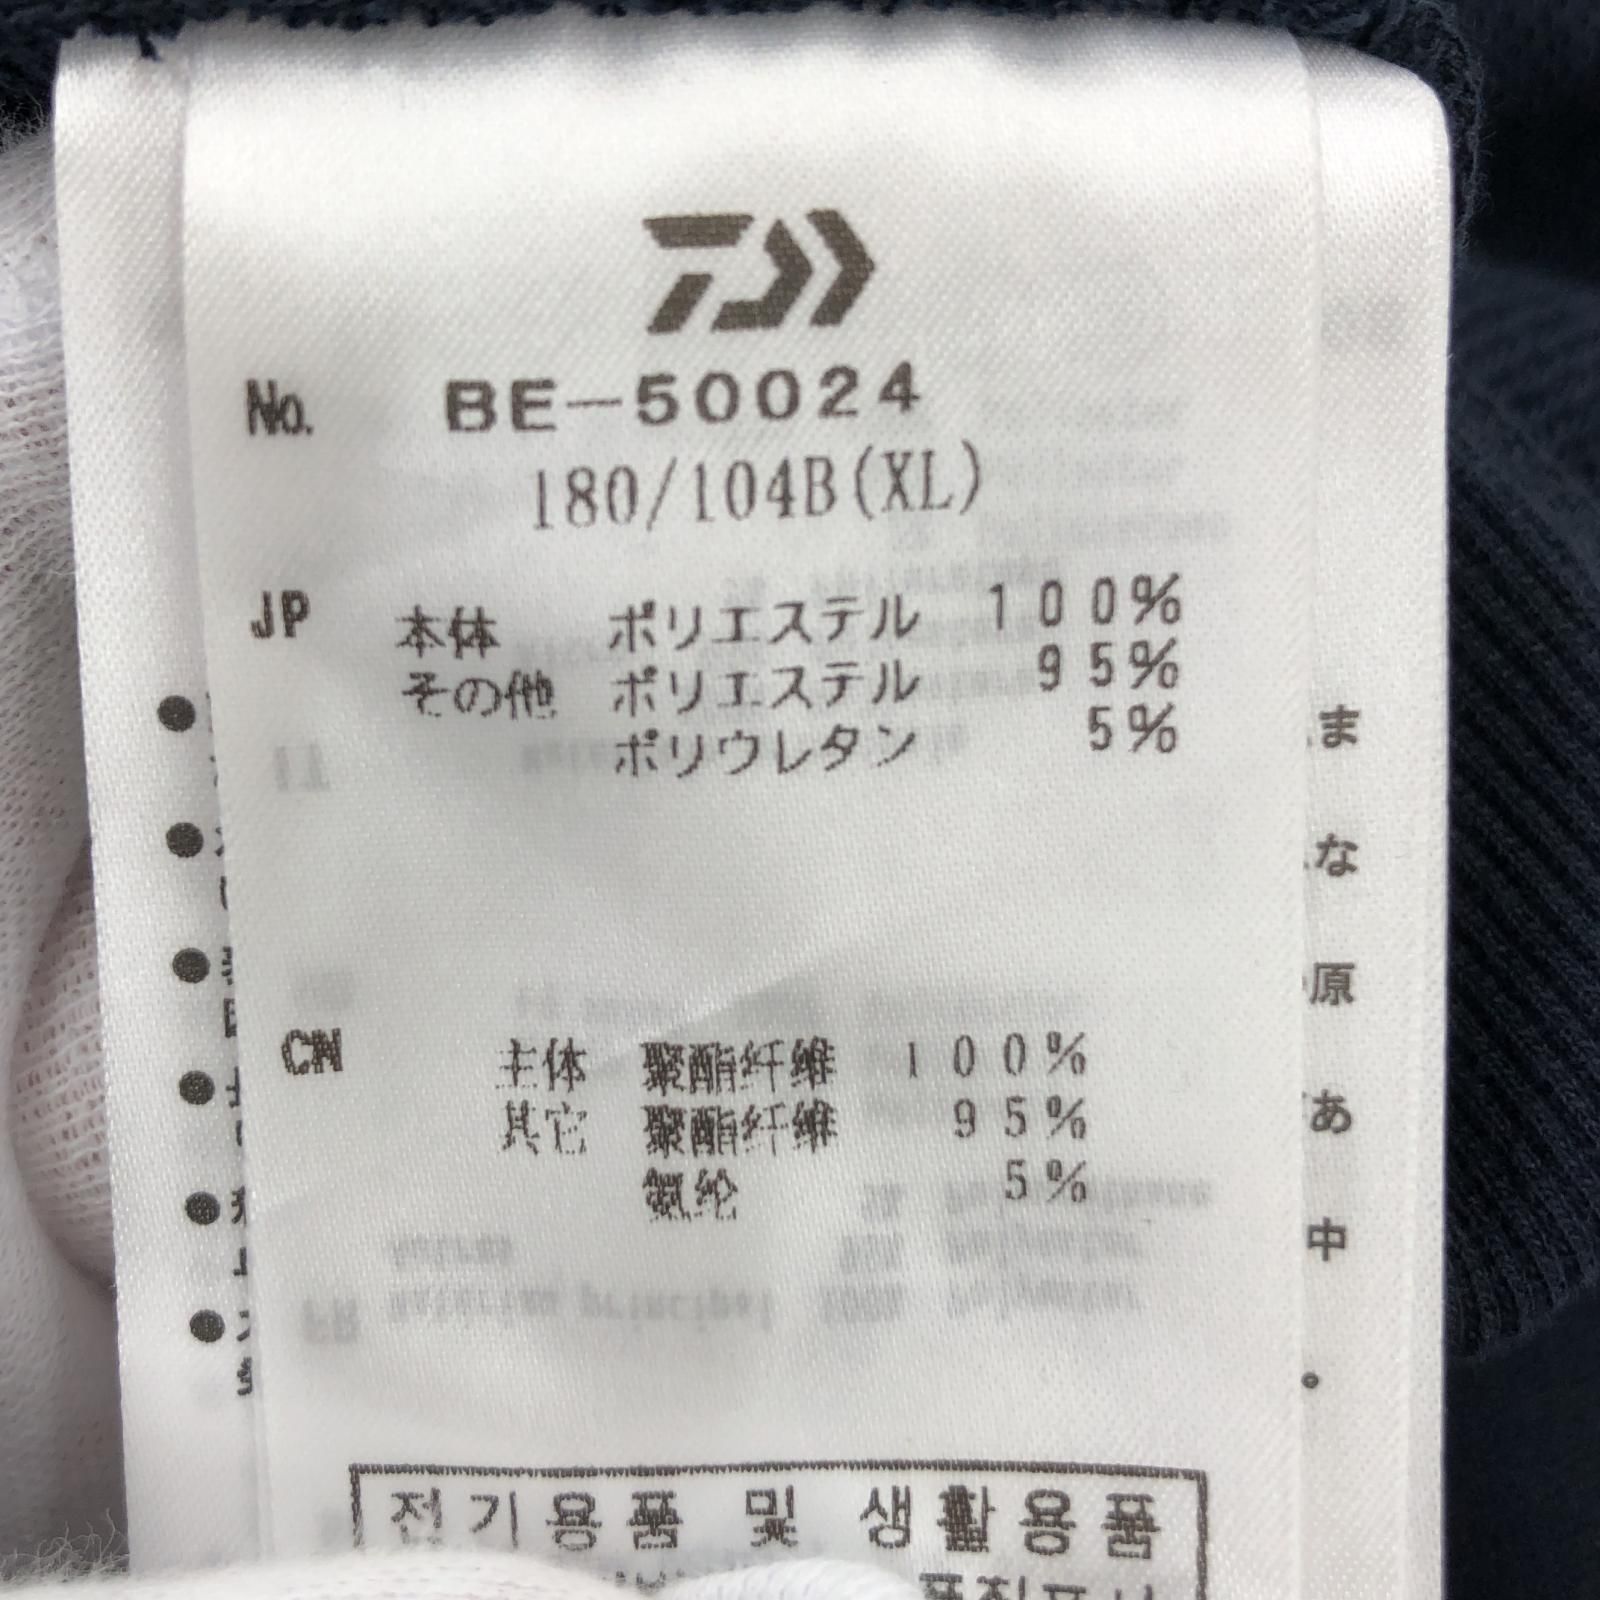 No. BE-50024
180/104B(XL)
JP 本体 ポリエステル 100%
その他 ポリエステル 95%
ポリウレタン 5%
CN 主体 聚酯纤维 100%
其它 聚酯纤维 95%
氨纶 5%
전기용품 및 생활용품
ま
な
原
あ
中
。